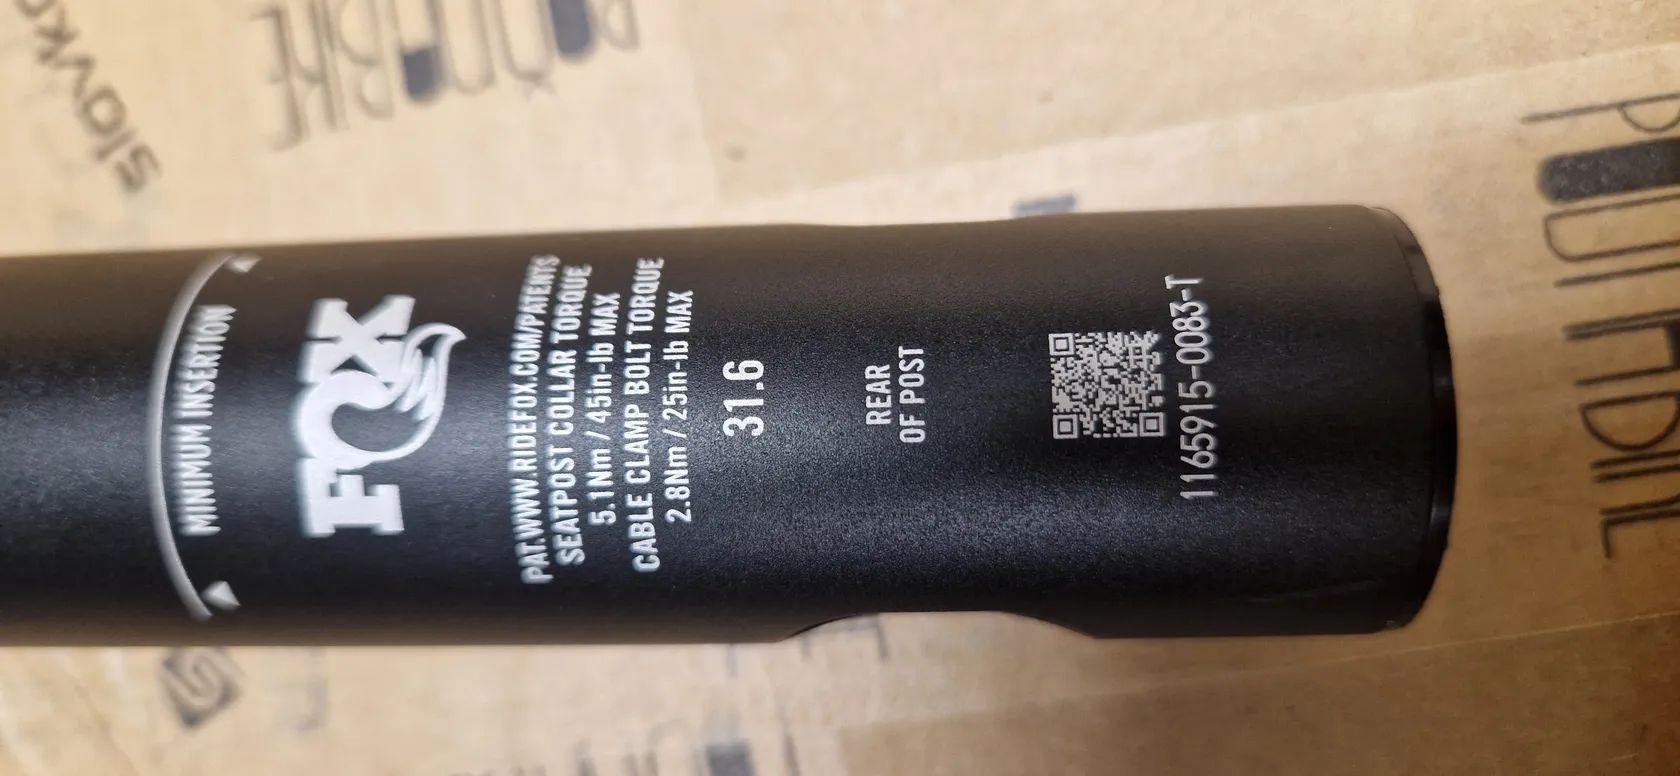 MINIMUM INSERTION
FOX
PAT.WWW.RIDEFOX.COM/PATENTS
SEATPOST COLLAR TORQUE
5.1Nm / 45in-lb MAX
CABLE CLAMP BOLT TORQUE
2.8Nm / 25in-lb MAX
31.6
REAR
OF POST
1165915-0083-T